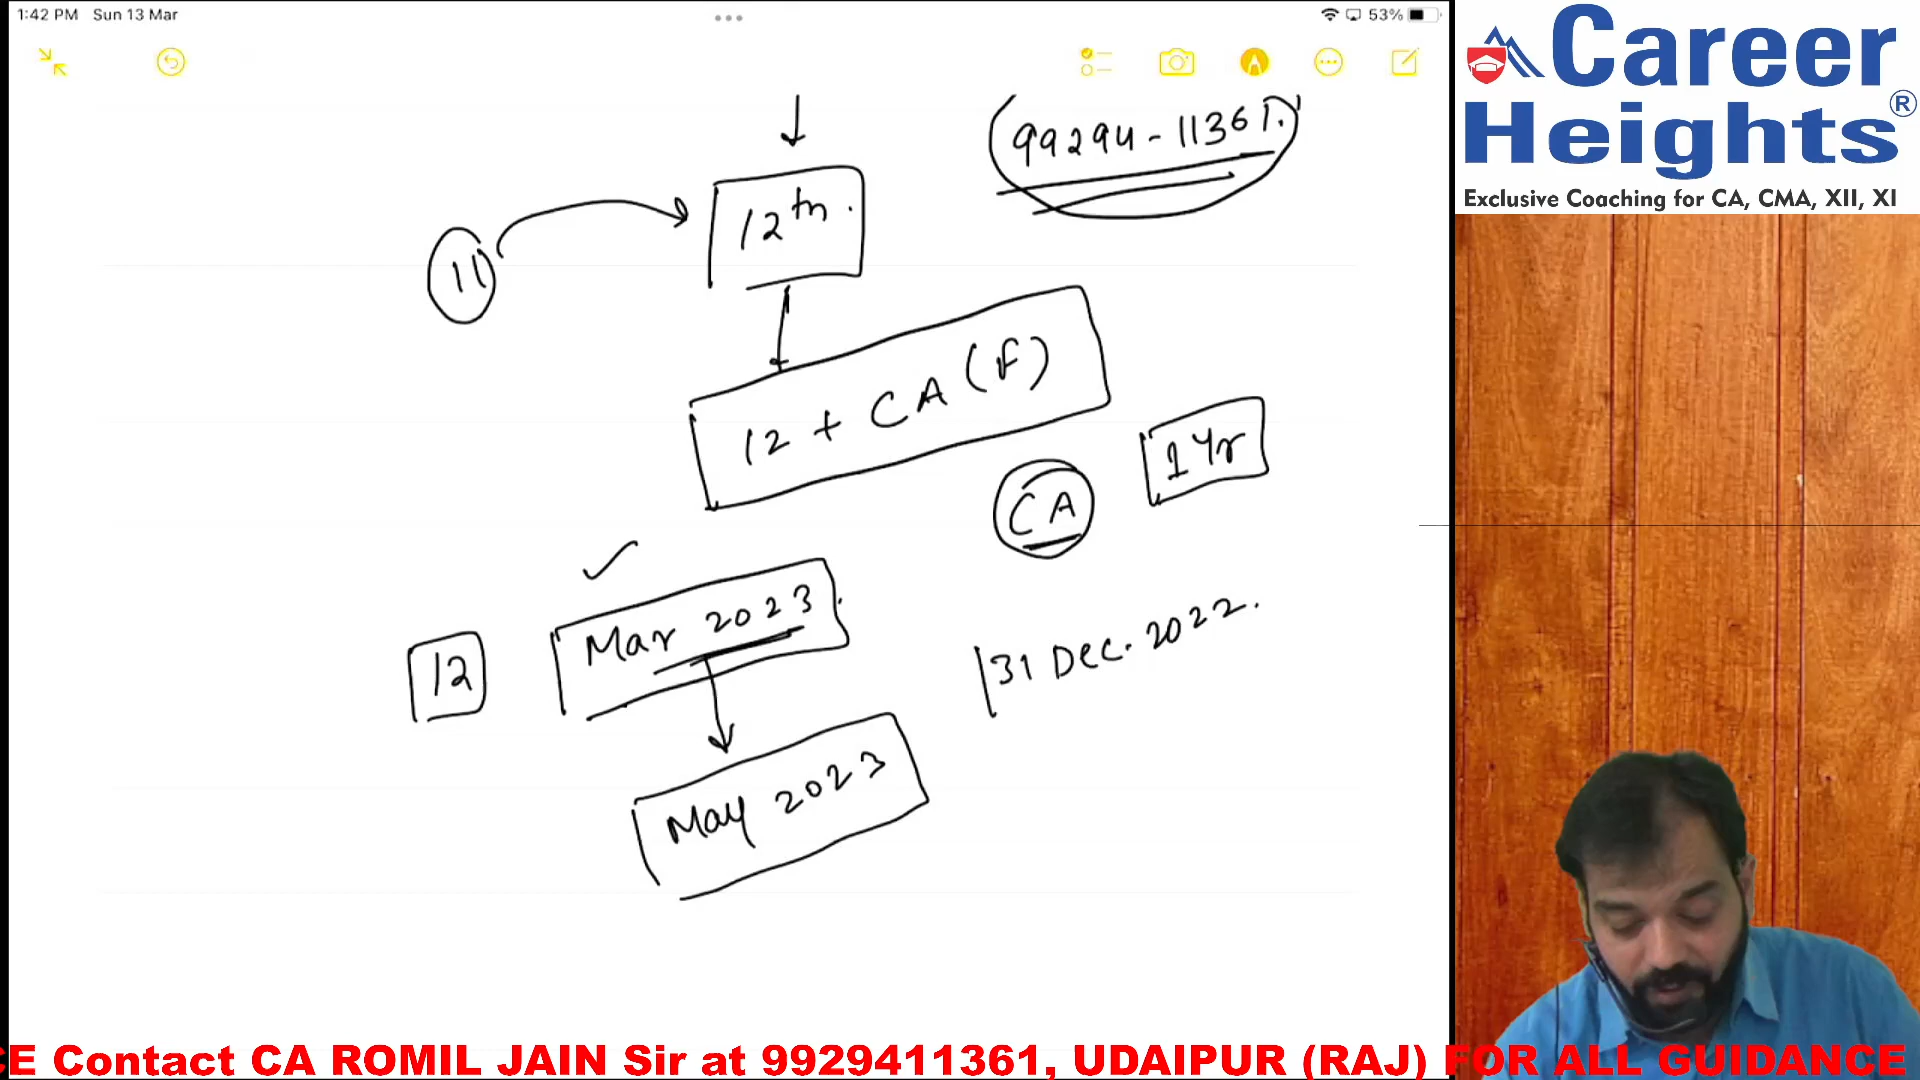 1:42 PM Sun 13 Mar
53%
Career
Heights®
Exclusive Coaching for CA, CMA, XII, XI
99294-11361.
12th.
11
12 + CA (F)
1 Yr
CA
Mar 2023.
12
31 Dec. 2022.
May 2023
CE Contact CA ROMIL JAIN Sir at 9929411361, UDAIPUR (RAJ) FOR ALL GUIDANCE